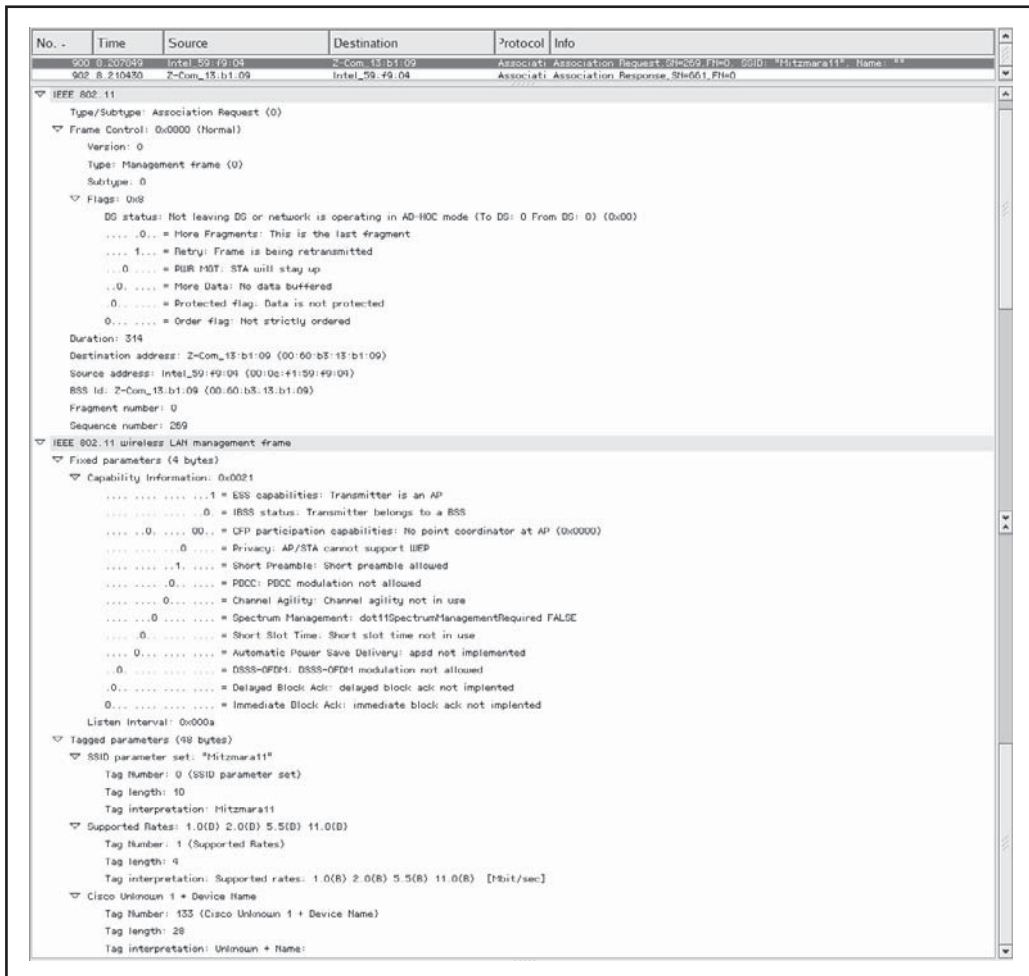 No. . Time Source Destination Protocol Info
900 8.207849 Intel_59:f9:04 Z-Com_13:b1:09 Associati Association Request,SN=269,FN=0, SSID: "Mitzmara11", Name: ""
902 8.210430 Z-Com_13:b1:09 Intel_59:f9:04 Associati Association Response,SN=661,FN=0
IEEE 802.11
Type/Subtype: Association Request (0)
Frame Control: 0x0000 (Normal)
Version: 0
Type: Management frame (0)
Subtype: 0
Flags: 0x8
DS status: Not leaving DS or network is operating in AD-HOC mode (To DS: 0 From DS: 0) (0x00)
.... .0.. = More Fragments: This is the last fragment
.... 1... = Retry: Frame is being retransmitted
...0 .... = PWR MGT: STA will stay up
..0. .... = More Data: No data buffered
.0.. .... = Protected flag: Data is not protected
0... .... = Order flag: Not strictly ordered
Duration: 314
Destination address: Z-Com_13:b1:09 (00:60:b3:13:b1:09)
Source address: Intel_59:f9:04 (00:0c:f1:59:f9:04)
BSS Id: Z-Com_13:b1:09 (00:60:b3:13:b1:09)
Fragment number: 0
Sequence number: 269
IEEE 802.11 wireless LAN management frame
Fixed parameters (4 bytes)
Capability Information: 0x0021
.... .... .... ...1 = ESS capabilities: Transmitter is an AP
.... .... .... ..0. = IBSS status: Transmitter belongs to a BSS
.... ..0. .... 00.. = CFP participation capabilities: No point coordinator at AP (0x0000)
.... .... ...0 .... = Privacy: AP/STA cannot support WEP
.... .... ..1. .... = Short Preamble: Short preamble allowed
.... .... .0.. .... = PBCC: PBCC modulation not allowed
.... .... 0... .... = Channel Agility: Channel agility not in use
.... ...0 .... .... = Spectrum Management: dot11SpectrumManagementRequired FALSE
.... .0.. .... .... = Short Slot Time: Short slot time not in use
.... 0... .... .... = Automatic Power Save Delivery: apsd not implemented
..0. .... .... .... = DSSS-OFDM: DSSS-OFDM modulation not allowed
.0.. .... .... .... = Delayed Block Ack: delayed block ack not implented
0... .... .... .... = Immediate Block Ack: immediate block ack not implented
Listen Interval: 0x000a
Tagged parameters (48 bytes)
SSID parameter set: "Mitzmara11"
Tag Number: 0 (SSID parameter set)
Tag length: 10
Tag interpretation: Mitzmara11
Supported Rates: 1.0(B) 2.0(B) 5.5(B) 11.0(B)
Tag Number: 1 (Supported Rates)
Tag length: 4
Tag interpretation: Supported rates: 1.0(B) 2.0(B) 5.5(B) 11.0(B) [Mbit/sec]
Cisco Unknown 1 + Device Name
Tag Number: 133 (Cisco Unknown 1 + Device Name)
Tag length: 28
Tag interpretation: Unknown + Name: